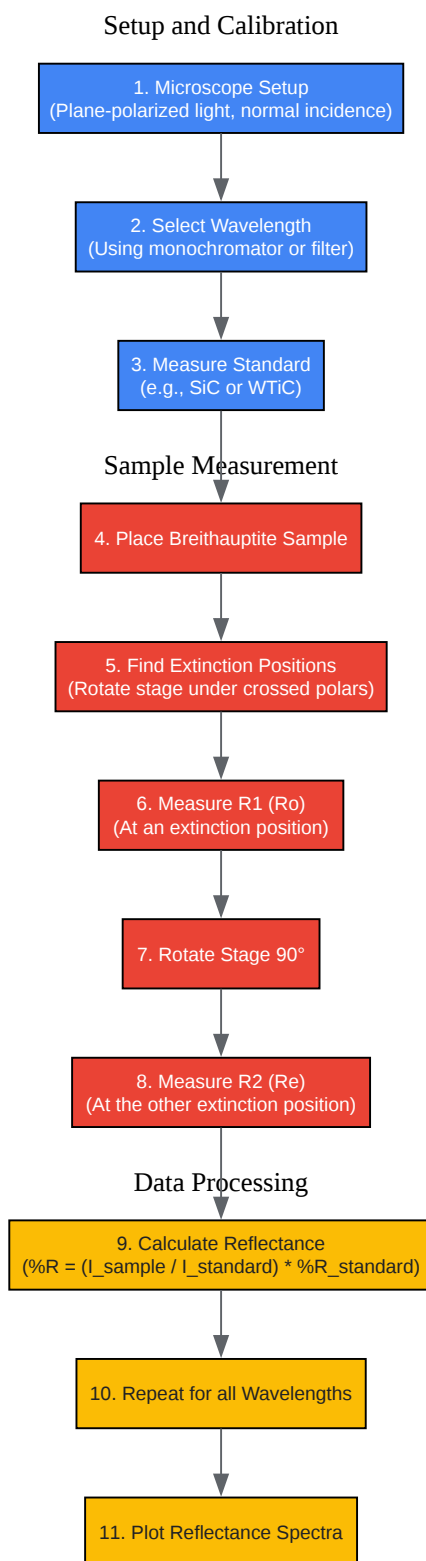 Setup and Calibration
1. Microscope Setup
(Plane-polarized light, normal incidence)
2. Select Wavelength
(Using monochromator or filter)
3. Measure Standard
(e.g., SiC or WTiC)
Sample Measurement
4. Place Breithauptite Sample
5. Find Extinction Positions
(Rotate stage under crossed polars)
6. Measure R1 (Ro)
(At an extinction position)
7. Rotate Stage 90°
8. Measure R2 (Re)
(At the other extinction position)
Data Processing
9. Calculate Reflectance
(%R = (I_sample / I_standard) * %R_standard)
10. Repeat for all Wavelengths
11. Plot Reflectance Spectra